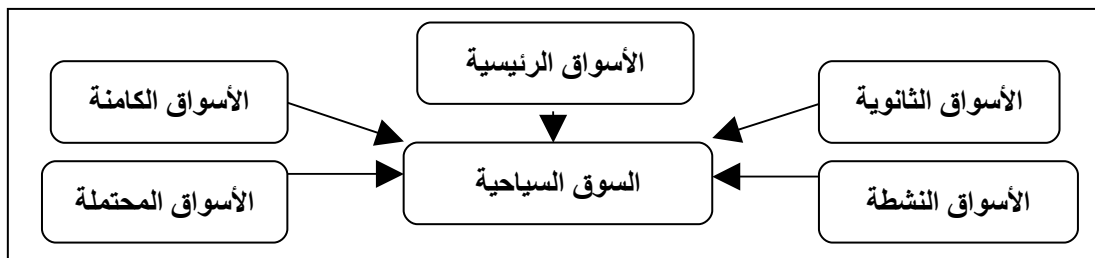 الأسواق الرئيسية
الأسواق الثانوية
الأسواق الكامنة
السوق السياحية
الأسواق النشطة
الأسواق المحتملة